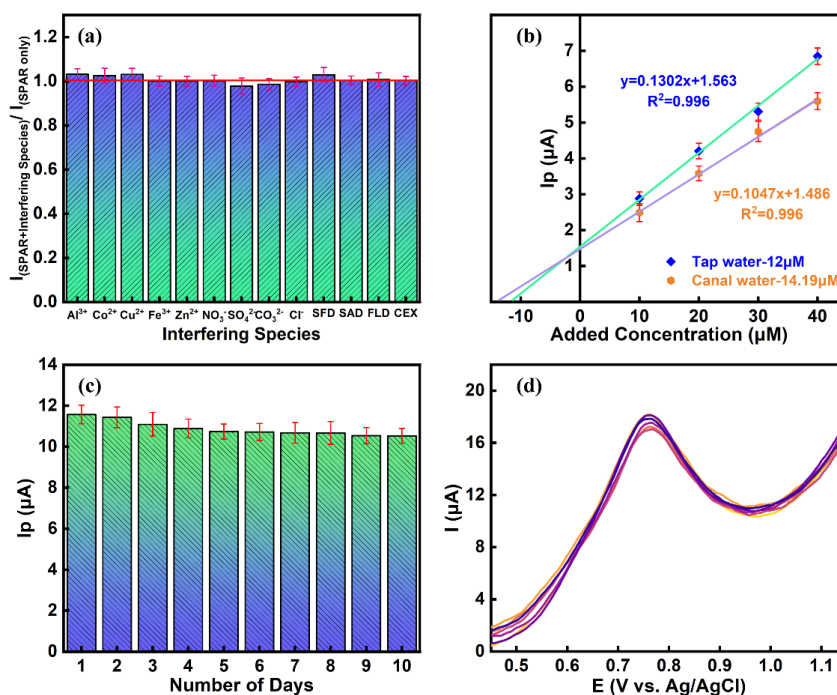 (a)
I(SPAR+Interfering Species)/ I(SPAR only)
1.2
1.0
0.8
0.6
0.4
0.2
0.0
Al³⁺ Co²⁺ Cu²⁺ Fe³⁺ Zn²⁺ NO₃⁻ SO₄²⁻ CO₃²⁻ Cl⁻ SFD SAD FLD CEX
Interfering Species
(b)
Ip (µA)
7
6
5
4
3
2
1
y=0.1302x+1.563
R²=0.996
y=0.1047x+1.486
R²=0.996
Tap water-12µM
Canal water-14.19µM
-10 0 10 20 30 40
Added Concentration (µM)
(c)
Ip (µA)
14
12
10
8
6
4
2
0
1 2 3 4 5 6 7 8 9 10
Number of Days
(d)
I (µA)
20
16
12
8
4
0
0.5 0.6 0.7 0.8 0.9 1.0 1.1
E (V vs. Ag/AgCl)